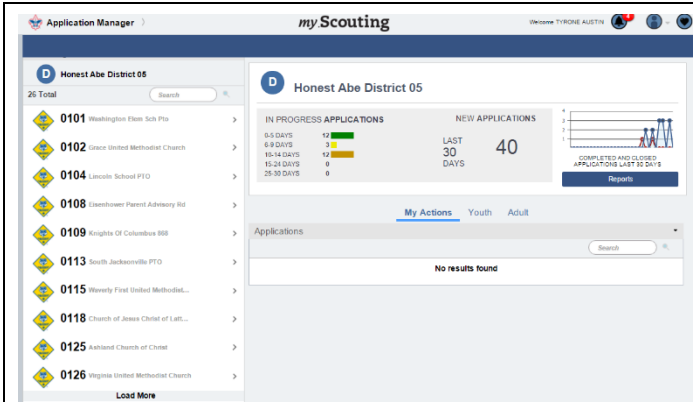 Application Manager
my.Scouting
Welcome TYRONE AUSTIN
4
D Honest Abe District 05
26 Total
Search
0101 Washington Elem Sch Pto
0102 Grace United Methodist Church
0104 Lincoln School PTO
0108 Eisenhower Parent Advisory Rd
0109 Knights Of Columbus 868
0113 South Jacksonville PTO
0115 Waverly First United Methodist...
0118 Church of Jesus Christ of Latt...
0125 Ashland Church of Christ
0126 Virginia United Methodist Church
Load More
D Honest Abe District 05
IN PROGRESS APPLICATIONS
0-5 DAYS 12
6-9 DAYS 3
10-14 DAYS 12
15-24 DAYS 0
25-30 DAYS 0
NEW APPLICATIONS
LAST 30 DAYS
40
COMPLETED AND CLOSED
APPLICATIONS LAST 30 DAYS
Reports
My Actions Youth Adult
Applications
Search
No results found